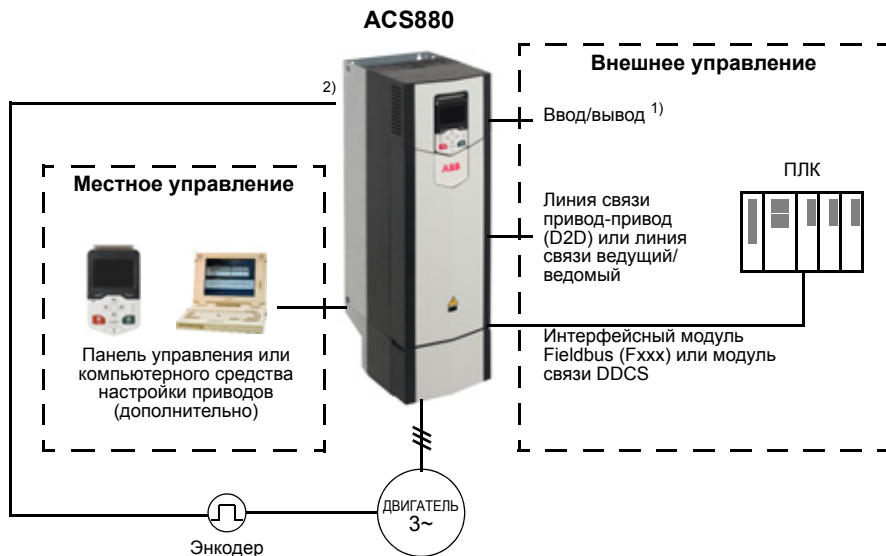 ACS880
Внешнее управление
2)
Ввод/вывод 1)
ABB
ПЛК
Местное управление
Линия связи
привод-привод
(D2D) или линия
связи ведущий/
ведомый
Интерфейсный модуль
Fieldbus (Fxxx) или модуль
связи DDCS
Панель управления или
компьютерного средства
настройки приводов
(дополнительно)
ДВИГАТЕЛЬ
3~
Энкодер